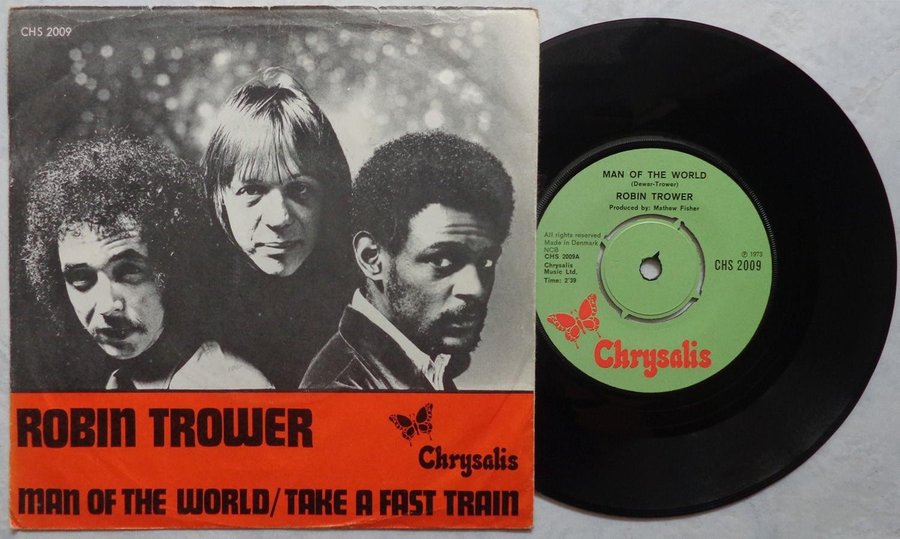 CHS 2009
ROBIN TROWER
Chrysalis
MAN OF THE WORLD/TAKE A FAST TRAIN
MAN OF THE WORLD
(Dewar-Trower)
ROBIN TROWER
Produced by: Mathew Fisher
All rights reserved
Made in Denmark
NCB
CHS 2009A
Chrysalis
Music Ltd.
Time: 2'39
℗ 1973
CHS 2009
Chrysalis